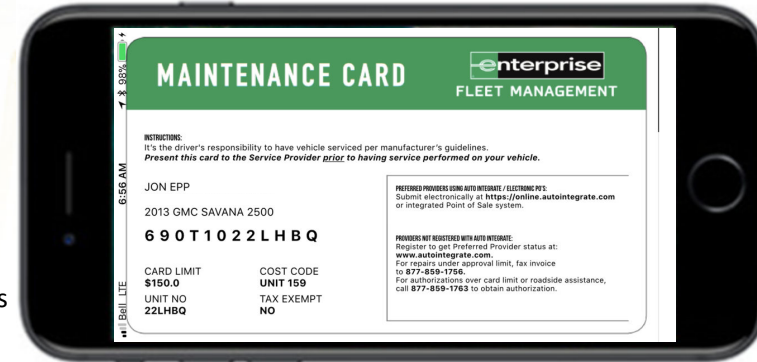 MAINTENANCE CARD
enterprise
FLEET MANAGEMENT
INSTRUCTIONS:
It's the driver's responsibility to have vehicle serviced per manufacturer's guidelines.
Present this card to the Service Provider prior to having service performed on your vehicle.
JON EPP
2013 GMC SAVANA 2500
690T1022LHBQ
CARD LIMIT
$150.0
COST CODE
UNIT 159
UNIT NO
22LHBQ
TAX EXEMPT
NO
PREFERRED PROVIDERS USING AUTO INTEGRATE / ELECTRONIC PO'S:
Submit electronically at https://online.autointegrate.com
or integrated Point of Sale system.
PROVIDERS NOT REGISTERED WITH AUTO INTEGRATE:
Register to get Preferred Provider status at:
www.autointegrate.com.
For repairs under approval limit, fax invoice
to 877-859-1756.
For authorizations over card limit or roadside assistance,
call 877-859-1763 to obtain authorization.
Bell LTE
6:56 AM
98%
s